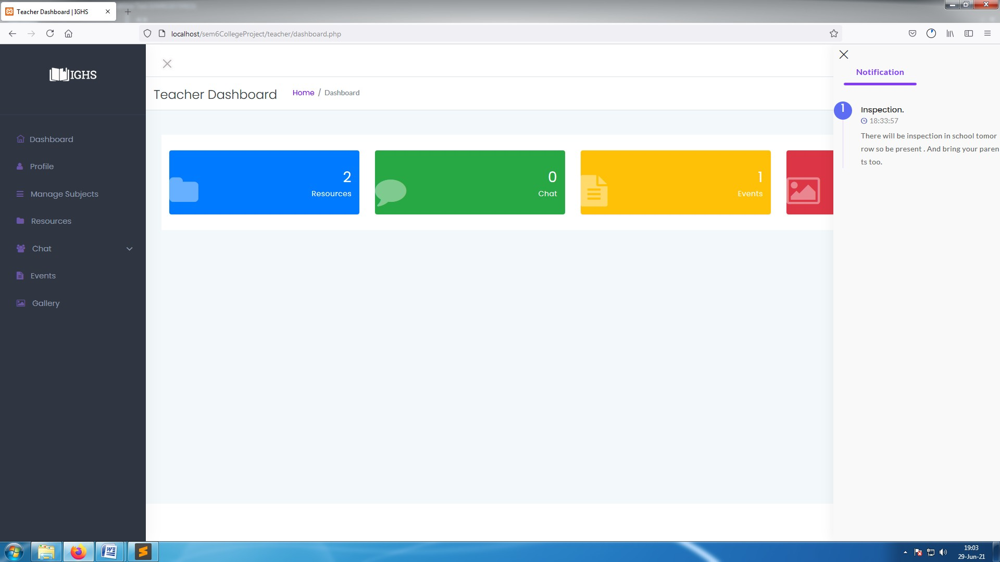 Teacher Dashboard | IGHS
localhost/sem6CollegeProject/teacher/dashboard.php
IGHS
Dashboard
Profile
Manage Subjects
Resources
Chat
Events
Gallery
Teacher Dashboard
Home / Dashboard
2
Resources
0
Chat
1
Events
Notification
1
Inspection.
18:33:57
There will be inspection in school tomor
row so be present . And bring your paren
ts too.
19:03
29-Jun-21